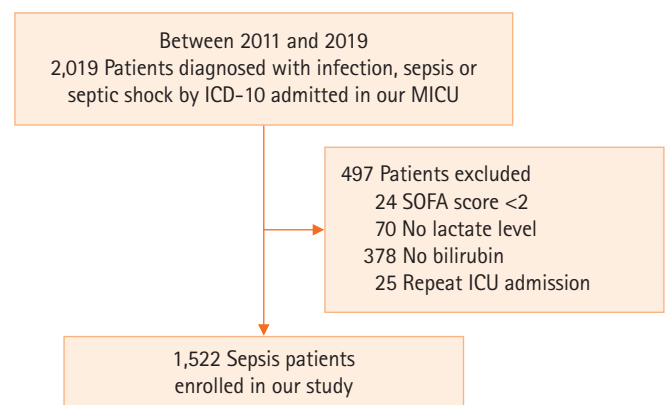 Between 2011 and 2019
2,019 Patients diagnosed with infection, sepsis or
septic shock by ICD-10 admitted in our MICU
497 Patients excluded
24 SOFA score <2
70 No lactate level
378 No bilirubin
25 Repeat ICU admission
1,522 Sepsis patients
enrolled in our study